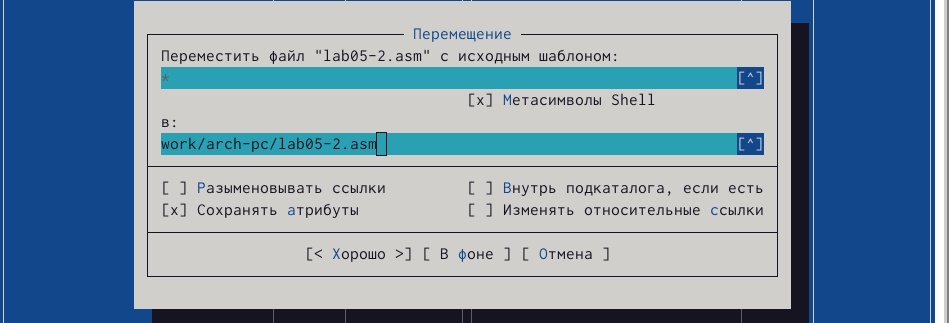 Перемещение
Переместить файл "lab05-2.asm" с исходным шаблоном:
* [^]
[x] Метасимволы Shell
в:
work/arch-pc/lab05-2.asm [^]
[ ] Разыменовывать ссылки [ ] Внутрь подкаталога, если есть
[x] Сохранять атрибуты [ ] Изменять относительные ссылки
[< Хорошо >] [ В фоне ] [ Отмена ]